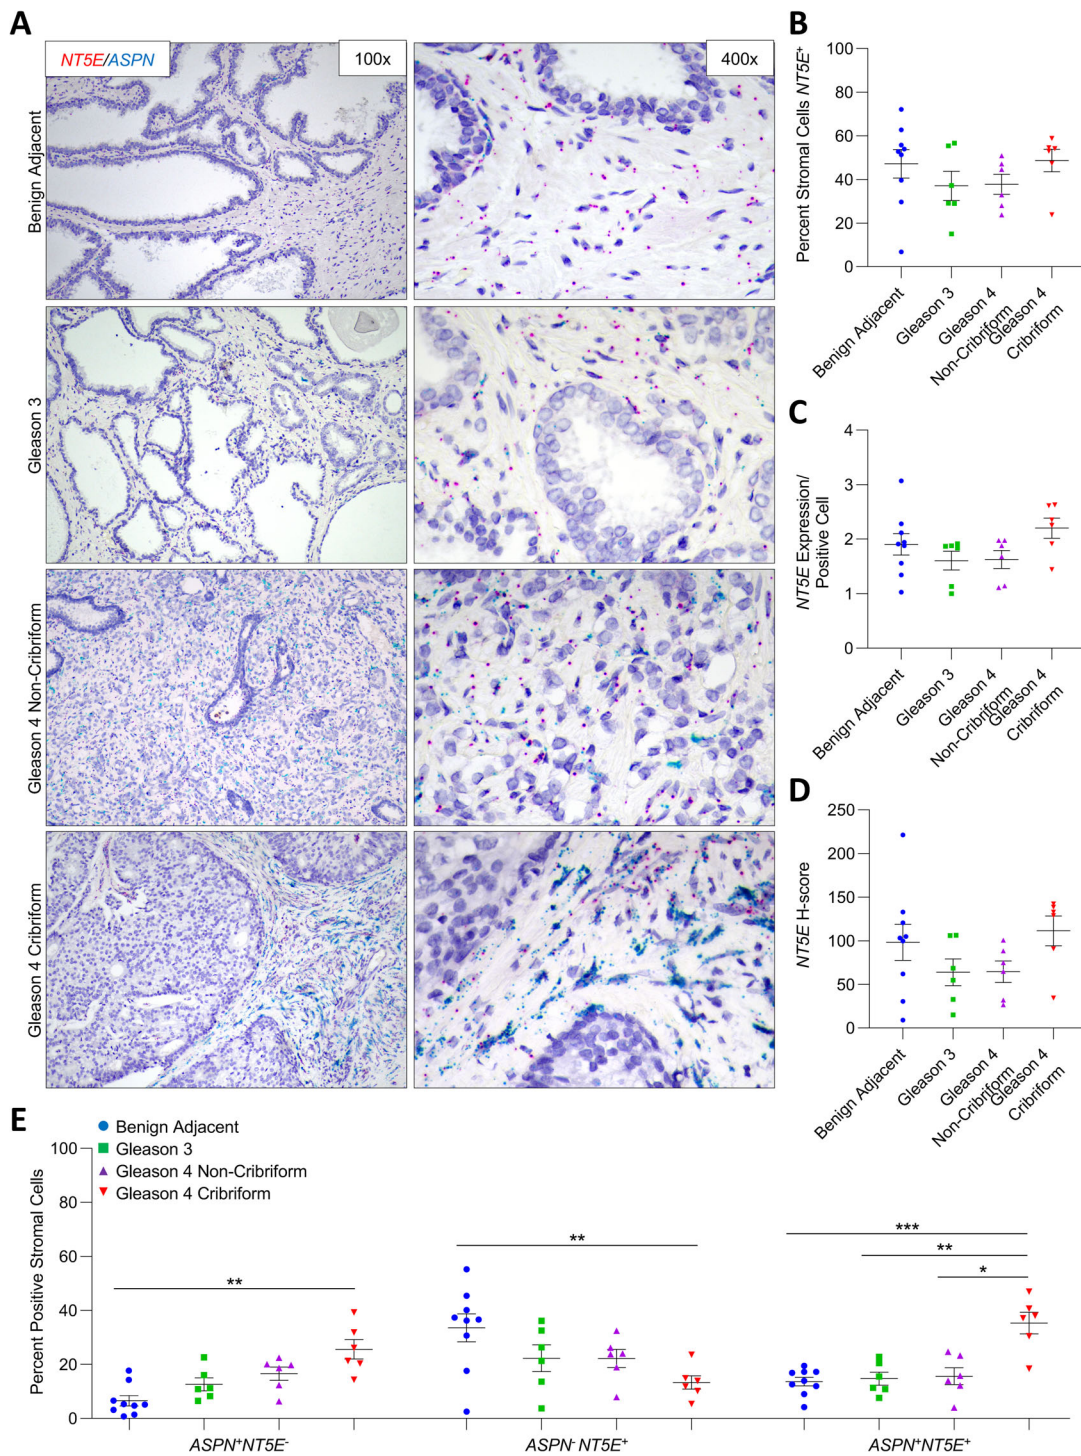 A
NT5E/ASPN
100x
400x
Benign Adjacent
Gleason 3
Gleason 4 Non-Cribriform
Gleason 4 Cribriform
B
Percent Stromal Cells NT5E+
100
80
60
40
20
0
Benign Adjacent
Gleason 3
Gleason 4
Non-Cribriform
Gleason 4
Cribriform
C
NT5E Expression/
Positive Cell
4
3
2
1
0
Benign Adjacent
Gleason 3
Gleason 4
Non-Cribriform
Gleason 4
Cribriform
D
NT5E H-score
250
200
150
100
50
0
Benign Adjacent
Gleason 3
Gleason 4
Non-Cribriform
Gleason 4
Cribriform
E
Benign Adjacent
Gleason 3
Gleason 4 Non-Cribriform
Gleason 4 Cribriform
Percent Positive Stromal Cells
100
80
60
40
20
0
**
**
***
**
*
ASPN+NT5E-
ASPN- NT5E+
ASPN+NT5E+